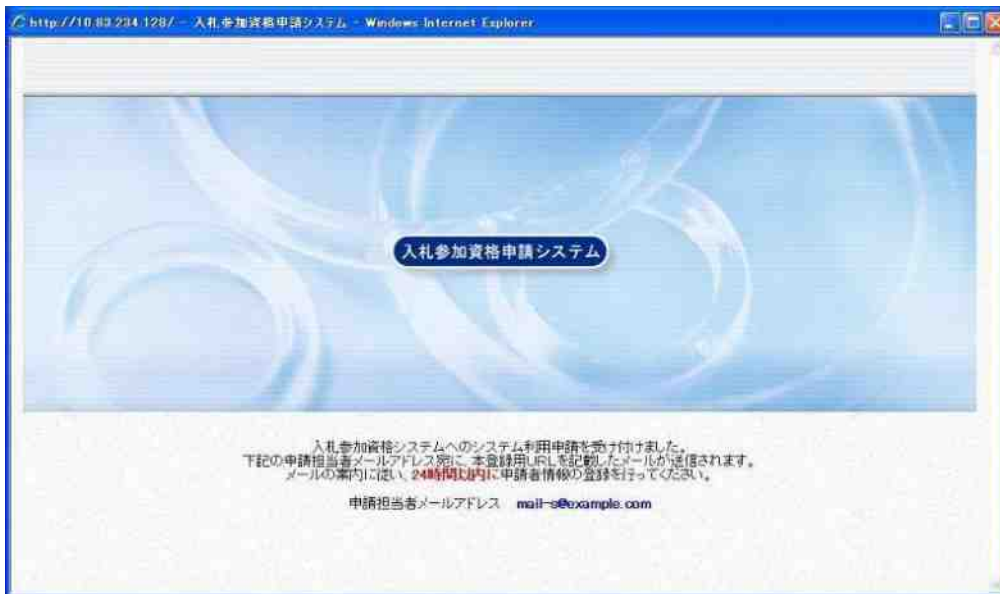 http://10.83.234.128/ - 入札参加資格申請システム - Windows Internet Explorer
入札参加資格申請システム
入札参加資格システムへのシステム利用申請を受け付けました。
下記の申請担当者メールアドレス宛に、本登録用URLを記載したメールが送信されます。
メールの案内に従い、24時間以内に申請者情報の登録を行ってください。
申請担当者メールアドレス mail-s@example.com